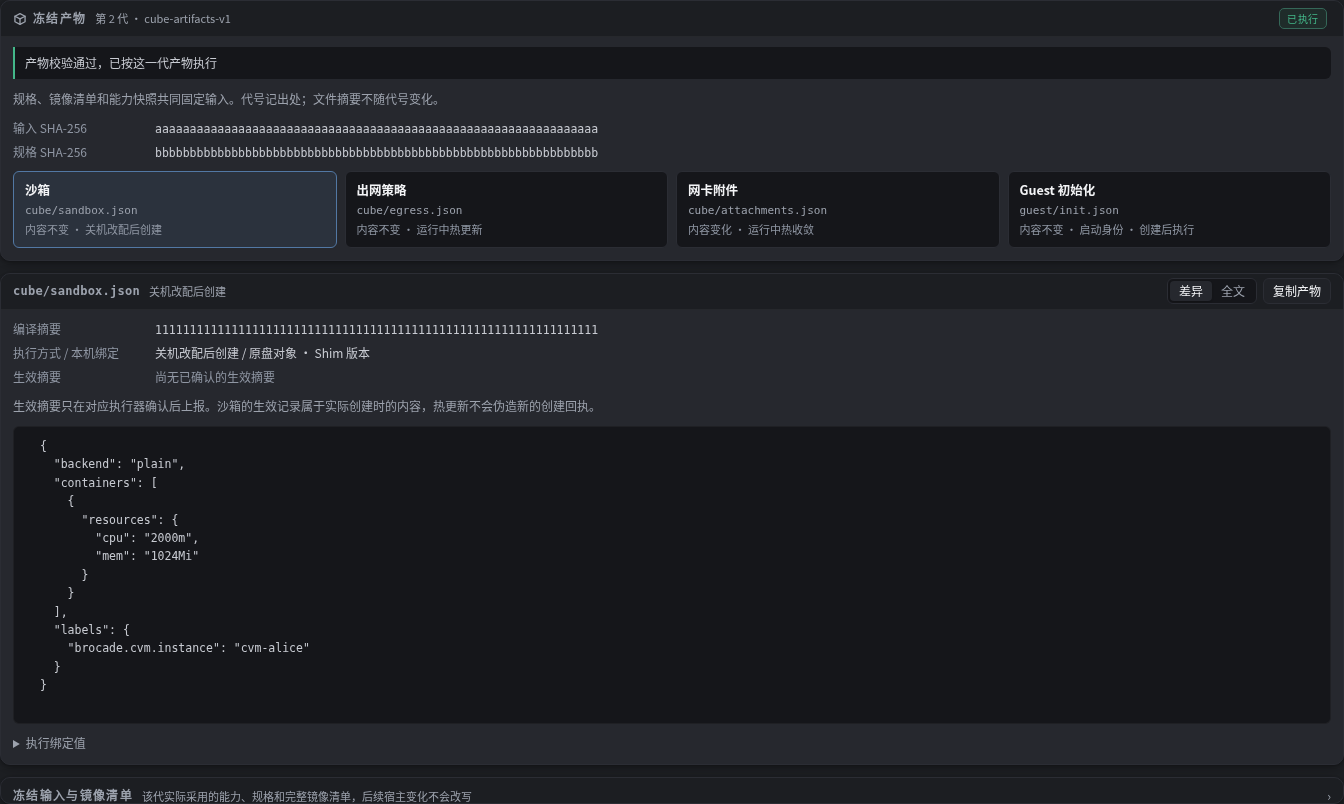 冻结产物 第 2 代 · cube-artifacts-v1 已执行
产物校验通过，已按这一代产物执行
规格、镜像清单和能力快照共同固定输入。代号记出处；文件摘要不随代号变化。
输入 SHA-256 aaaaaaaaaaaaaaaaaaaaaaaaaaaaaaaaaaaaaaaaaaaaaaaaaaaaaaaaaaaaaaaa
规格 SHA-256 bbbbbbbbbbbbbbbbbbbbbbbbbbbbbbbbbbbbbbbbbbbbbbbbbbbbbbbbbbbbbbbb
沙箱
cube/sandbox.json
内容不变 · 关机改配后创建
出网策略
cube/egress.json
内容不变 · 运行中热更新
网卡附件
cube/attachments.json
内容变化 · 运行中热收敛
Guest 初始化
guest/init.json
内容不变 · 启动身份 · 创建后执行
cube/sandbox.json 关机改配后创建 差异 全文 复制产物
编译摘要 1111111111111111111111111111111111111111111111111111111111111111
执行方式 / 本机绑定 关机改配后创建 / 原盘对象 · Shim 版本
生效摘要 尚无已确认的生效摘要
生效摘要只在对应执行器确认后上报。沙箱的生效记录属于实际创建时的内容，热更新不会伪造新的创建回执。
{
  "backend": "plain",
  "containers": [
    {
      "resources": {
        "cpu": "2000m",
        "mem": "1024Mi"
      }
    }
  ],
  "labels": {
    "brocade.cvm.instance": "cvm-alice"
  }
}
执行绑定值
冻结输入与镜像清单 该代实际采用的能力、规格和完整镜像清单，后续宿主变化不会改写